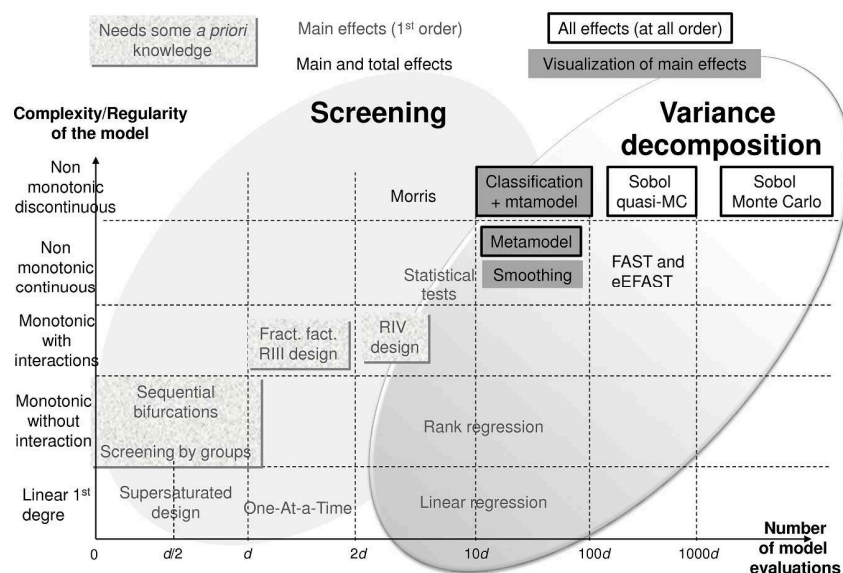 Needs some a priori
knowledge
Main effects (1st order)
All effects (at all order)
Main and total effects
Visualization of main effects
Complexity/Regularity
of the model
Screening
Variance
decomposition
Non
monotonic
discontinuous
Morris
Classification
+ mtamodel
Sobol
quasi-MC
Sobol
Monte Carlo
Non
monotonic
continuous
Metamodel
Statistical
tests
Smoothing
FAST and
eEFAST
Monotonic
with
interactions
Fract. fact.
RIII design
RIV
design
Monotonic
without
interaction
Sequential
bifurcations
Screening by groups
Rank regression
Linear 1st
degre
Supersaturated
design
One-At-a-Time
Linear regression
0
d/2
d
2d
10d
100d
1000d
Number
of model
evaluations